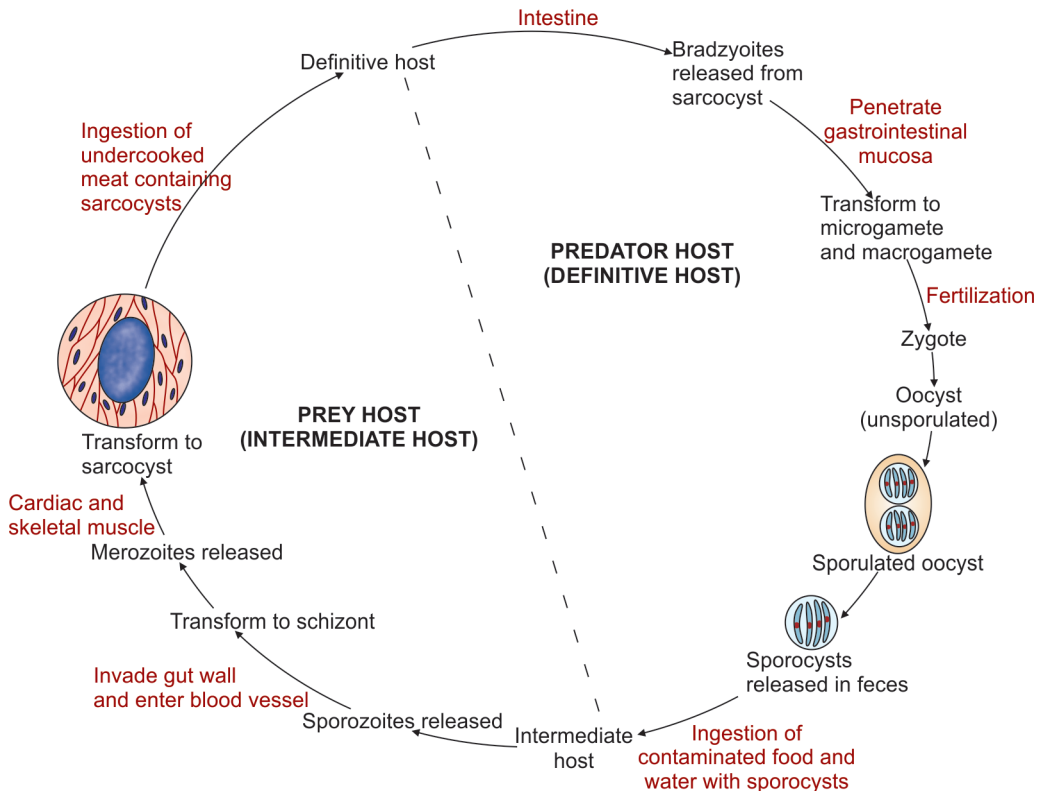 Intestine
Definitive host
Bradzyoites
released from
sarcocyst
Penetrate
gastrointestinal
mucosa
Transform to
microgamete
and macrogamete
Fertilization
Zygote
Oocyst
(unsporulated)
Sporulated oocyst
Sporocysts
released in feces
Ingestion of
contaminated food and
water with sporocysts
Intermediate
host
Sporozoites released
Invade gut wall
and enter blood vessel
Transform to schizont
Merozoites released
Cardiac and
skeletal muscle
Transform to
sarcocyst
Ingestion of
undercooked
meat containing
sarcocysts
PREDATOR HOST
(DEFINITIVE HOST)
PREY HOST
(INTERMEDIATE HOST)